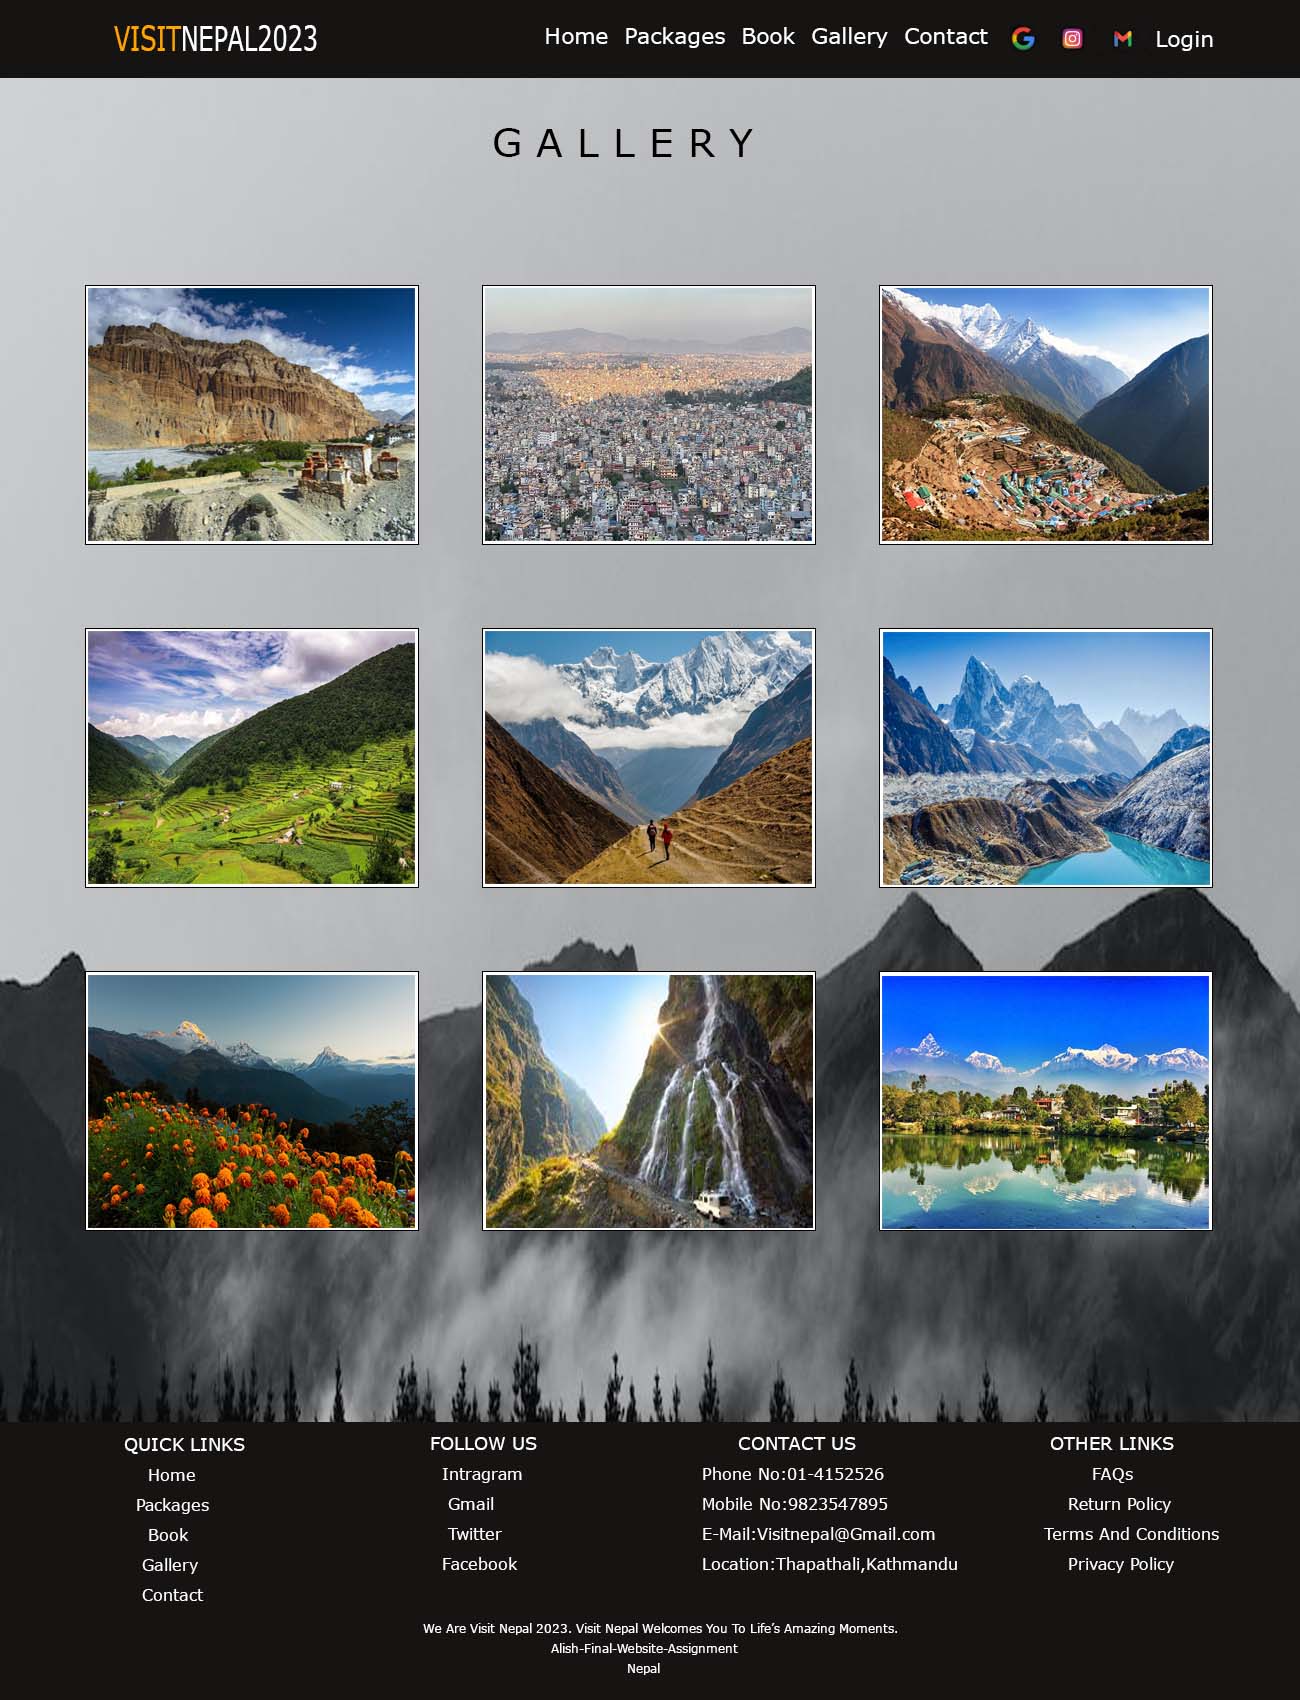 VISITNEPAL2023
Home Packages Book Gallery Contact Login
GALLERY
QUICK LINKS
Home
Packages
Book
Gallery
Contact
FOLLOW US
Intragram
Gmail
Twitter
Facebook
CONTACT US
Phone No:01-4152526
Mobile No:9823547895
E-Mail:Visitnepal@Gmail.com
Location:Thapathali,Kathmandu
OTHER LINKS
FAQs
Return Policy
Terms And Conditions
Privacy Policy
We Are Visit Nepal 2023. Visit Nepal Welcomes You To Life’s Amazing Moments.
Alish-Final-Website-Assignment
Nepal